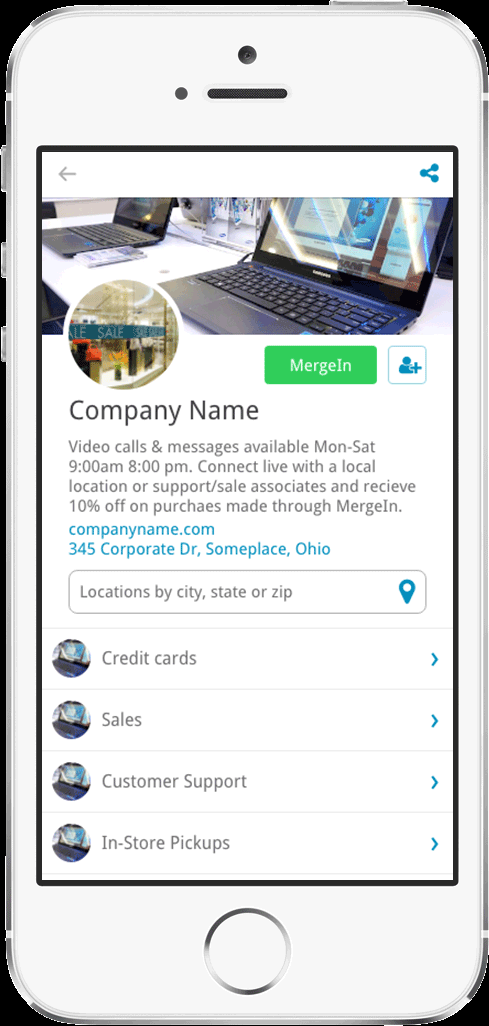 SAMSUNG
ALE SALE SALE
MergeIn
Company Name
Video calls & messages available Mon-Sat
9:00am 8:00 pm. Connect live with a local
location or support/sale associates and recieve
10% off on purchaes made through MergeIn.
companyname.com
345 Corporate Dr, Someplace, Ohio
Locations by city, state or zip
Credit cards
Sales
Customer Support
In-Store Pickups